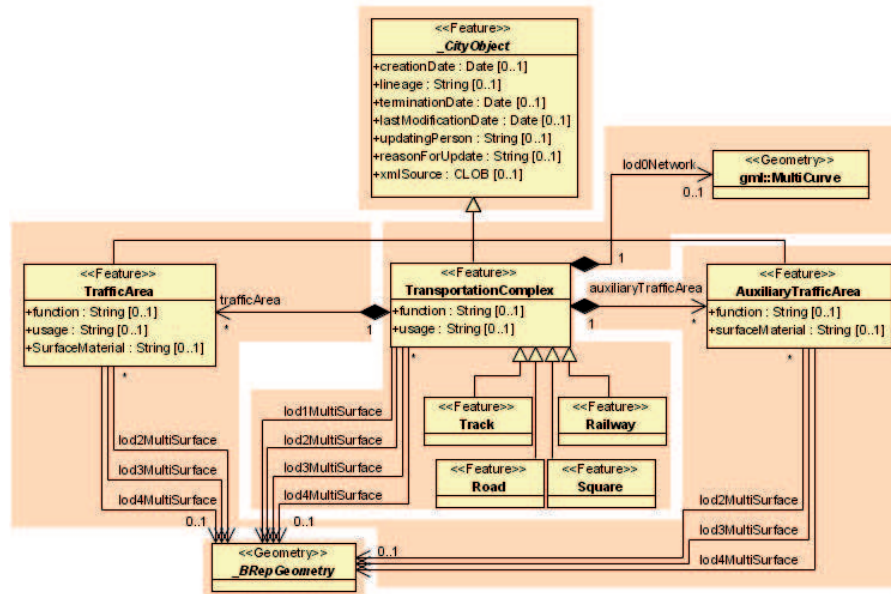 <<Feature>>
_CityObject
+creationDate : Date [0..1]
+lineage : String [0..1]
+terminationDate : Date [0..1]
+lastModificationDate : Date [0..1]
+updatingPerson : String [0..1]
+reasonForUpdate : String [0..1]
+xmlSource : CLOB [0..1]
lod0Network
0..1
<<Geometry>>
gml::MultiCurve
1
<<Feature>>
TrafficArea
+function : String [0..1]
+usage : String [0..1]
+SurfaceMaterial : String [0..1]
trafficArea
*
1
<<Feature>>
TransportationComplex
+function : String [0..1]
+usage : String [0..1]
auxiliaryTrafficArea
1
*
<<Feature>>
AuxiliaryTrafficArea
+function : String [0..1]
+surfaceMaterial : String [0..1]
*
*
*
<<Feature>>
Track
<<Feature>>
Railway
<<Feature>>
Road
<<Feature>>
Square
lod2MultiSurface
lod3MultiSurface
lod4MultiSurface
0..1
lod1MultiSurface
lod2MultiSurface
lod3MultiSurface
lod4MultiSurface
0..1
lod2MultiSurface
lod3MultiSurface
lod4MultiSurface
0..1
<<Geometry>>
_BRepGeometry